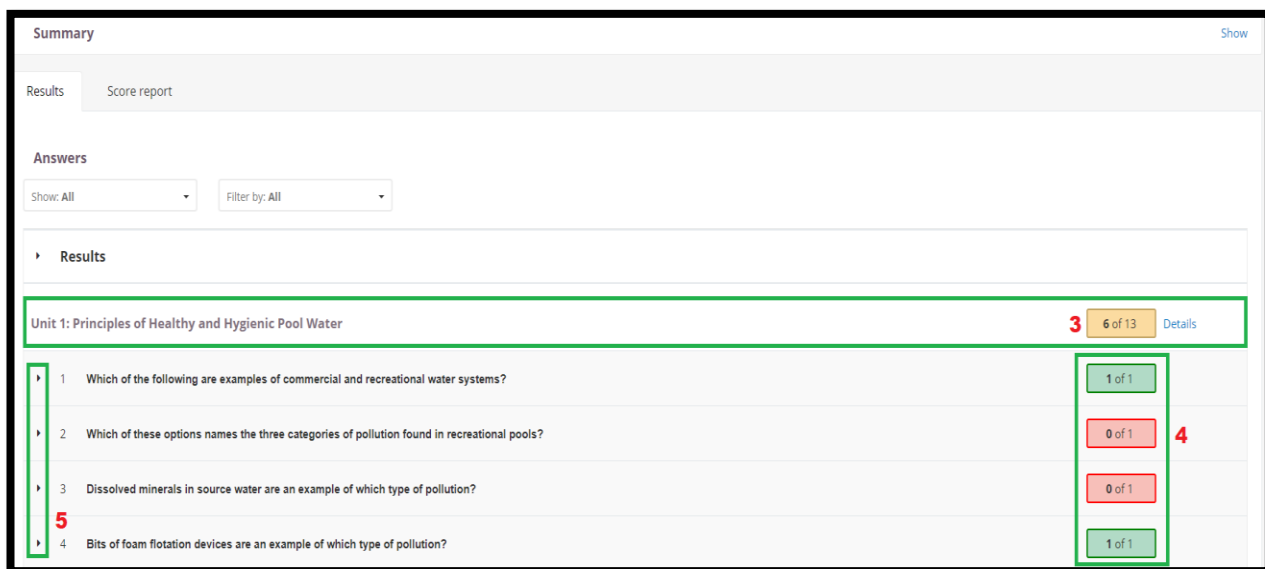 Summary Show
Results Score report
Answers
Show: All Filter by: All
Results
Unit 1: Principles of Healthy and Hygienic Pool Water 3 6 of 13 Details
1 Which of the following are examples of commercial and recreational water systems? 1 of 1
2 Which of these options names the three categories of pollution found in recreational pools? 0 of 1 4
3 Dissolved minerals in source water are an example of which type of pollution? 0 of 1
5
4 Bits of foam flotation devices are an example of which type of pollution? 1 of 1